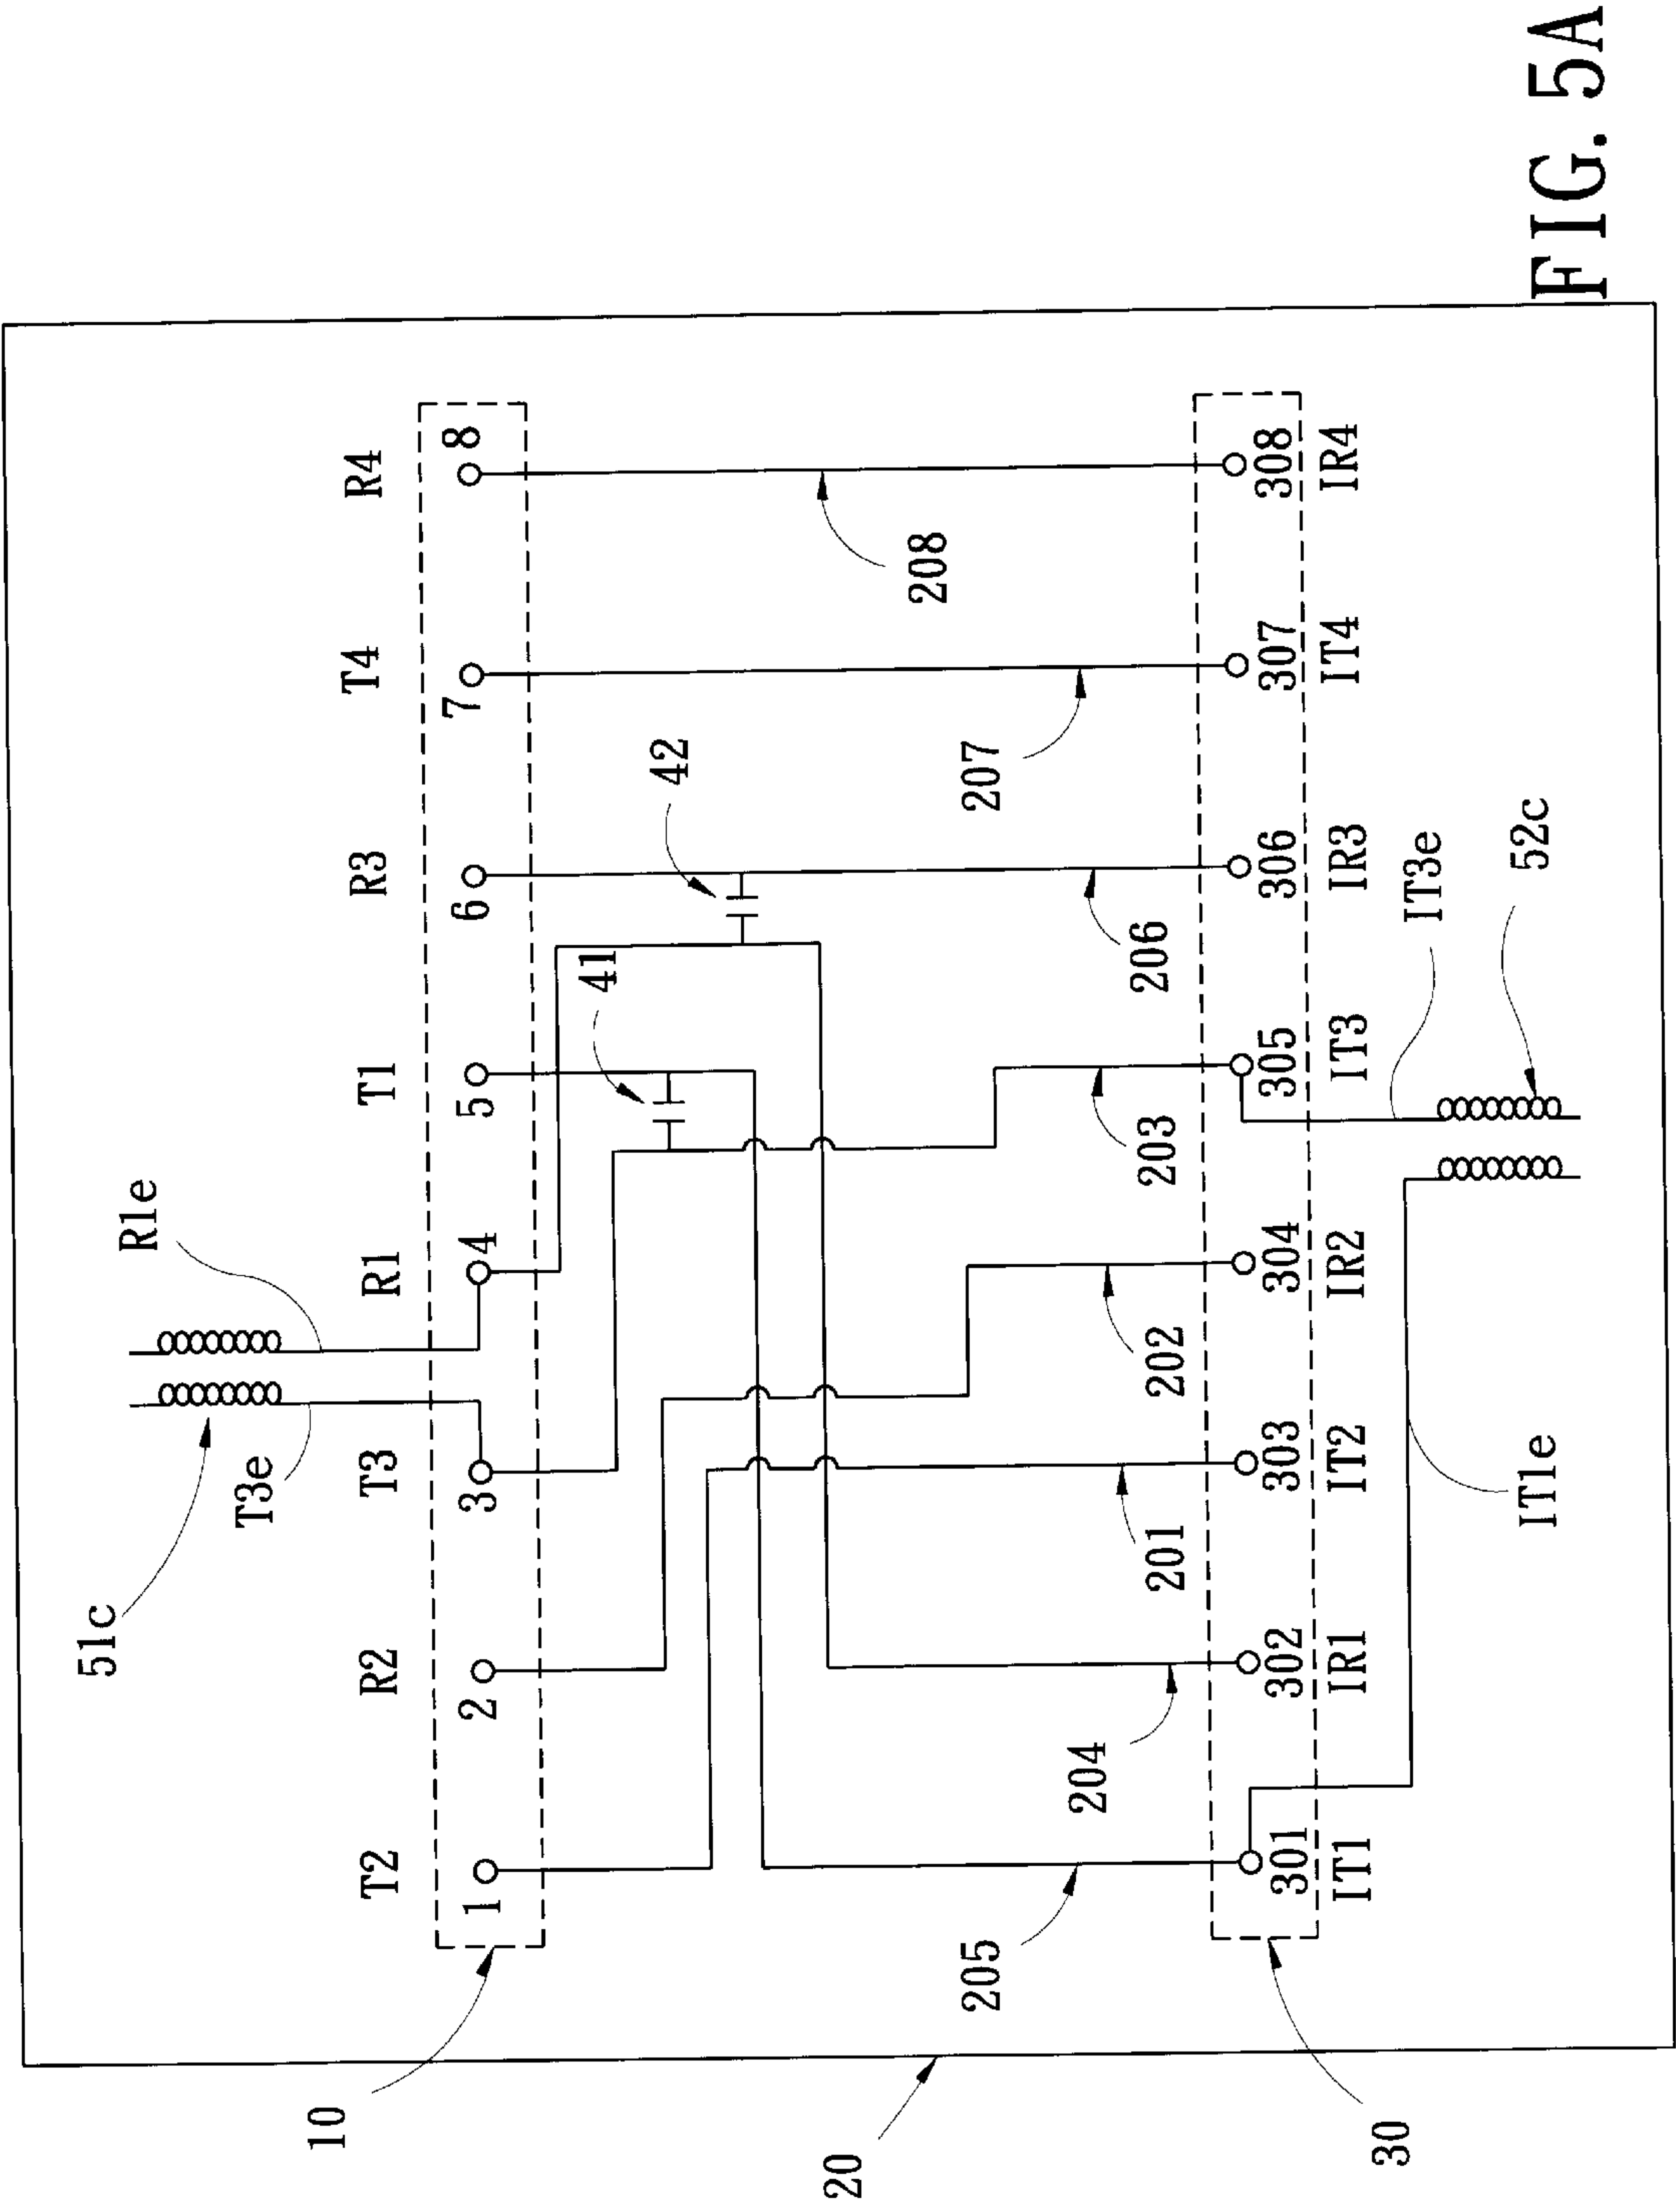 51c
T3e
R1e
T2 R2 T3 R1 T1 R3 T4 R4
10
1 2 3 4 5 6 7 8
41
42
20
205
204
201
202
203
206
207
208
30
301 302 303 304 305 306 307 308
IT1 IR1 IT2 IR2 IT3 IR3 IT4 IR4
IT1e
IT3e
52c
FIG. 5A